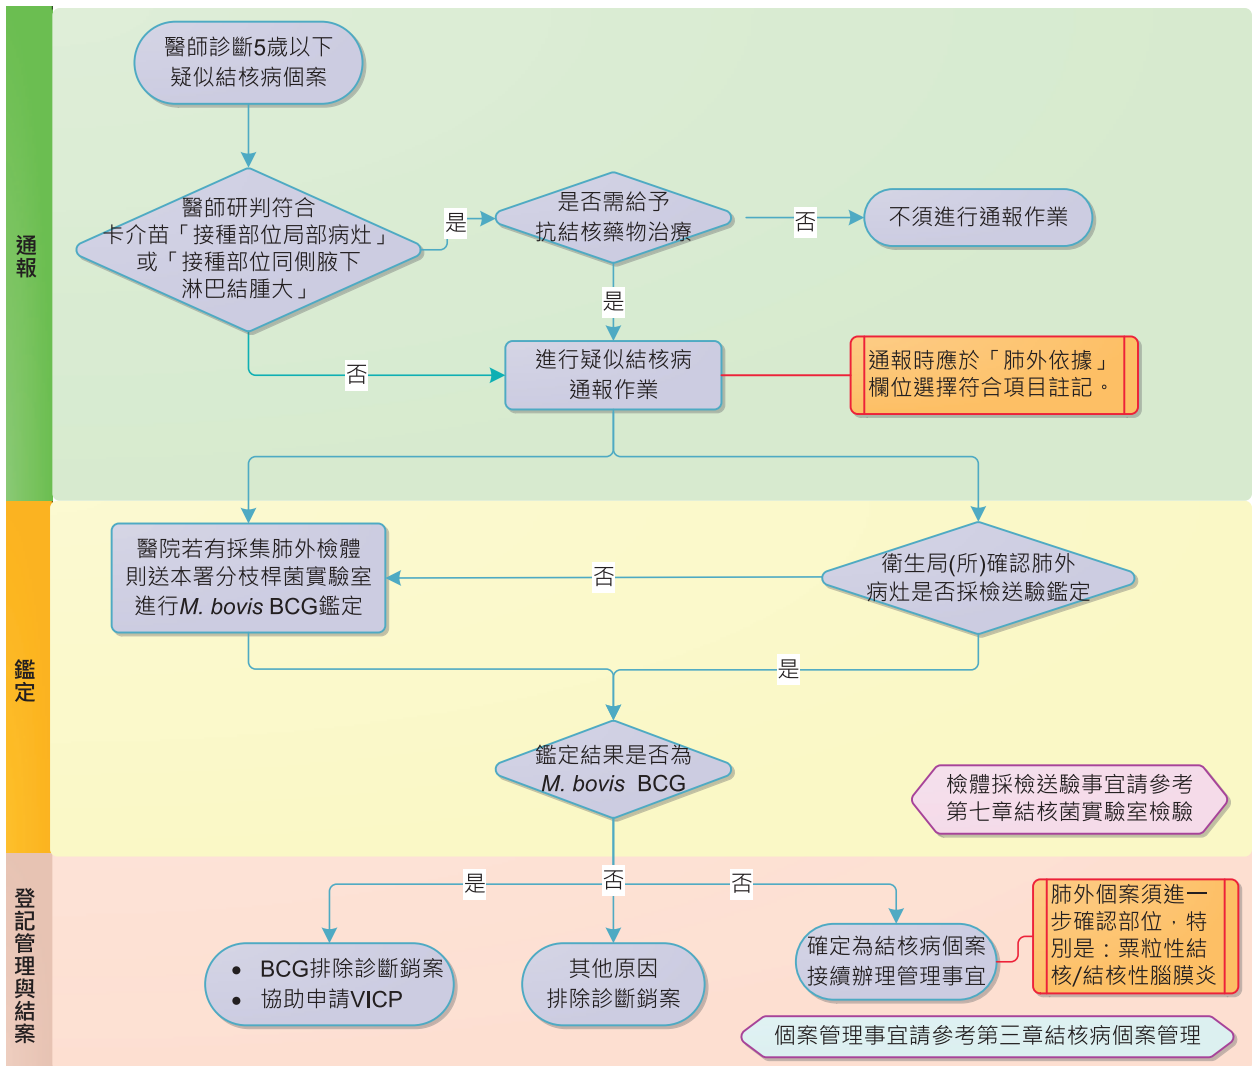 通報
醫師診斷5歲以下
疑似結核病個案
醫師研判符合
卡介苗「接種部位局部病灶」
或「接種部位同側腋下
淋巴結腫大」
是
是否需給予
抗結核藥物治療
否
不須進行通報作業
是
否
進行疑似結核病
通報作業
通報時應於「肺外依據」
欄位選擇符合項目註記。
鑑定
醫院若有採集肺外檢體
則送本署分枝桿菌實驗室
進行M. bovis BCG鑑定
否
衛生局(所)確認肺外
病灶是否採檢送驗鑑定
是
鑑定結果是否為
M. bovis BCG
檢體採檢送驗事宜請參考
第七章結核菌實驗室檢驗
登記管理與結案
是
否
否
• BCG排除診斷銷案
• 協助申請VICP
其他原因
排除診斷銷案
確定為結核病個案
接續辦理管理事宜
肺外個案須進一
步確認部位，特
別是：粟粒性結
核/結核性腦膜炎
個案管理事宜請參考第三章結核病個案管理